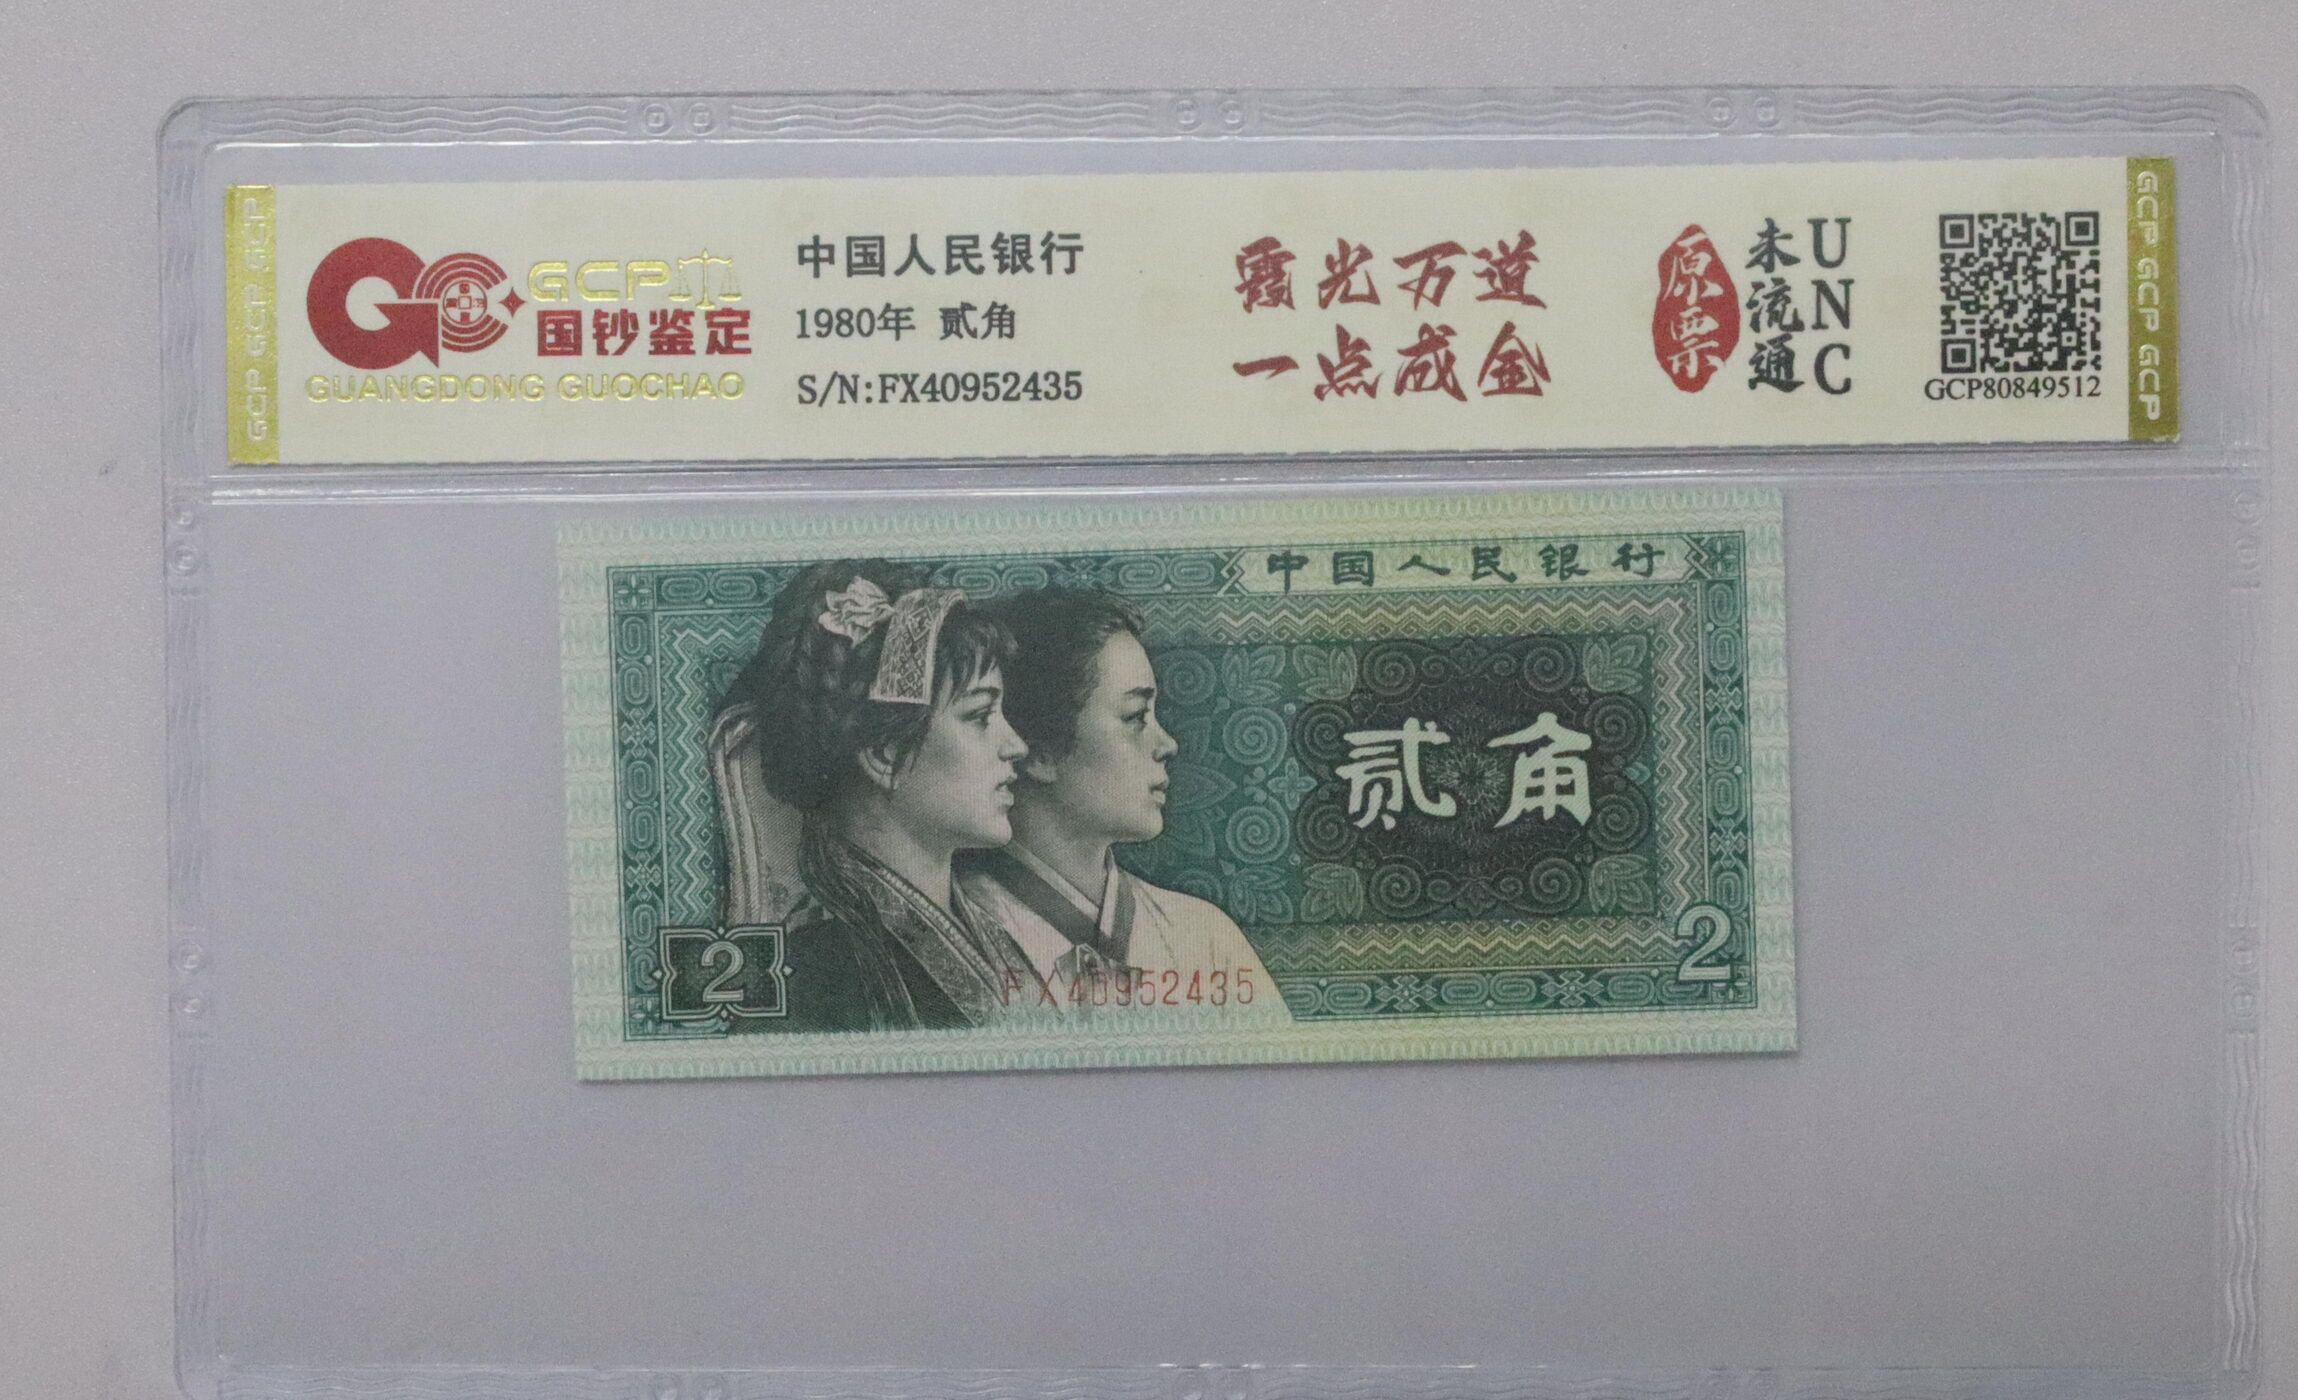 GCP GCP GCP
GCP
国钞鉴定
GUANGDONG GUOCHAO
中国人民银行
1980年 贰角
S/N:FX40952435
霞光万道
一点成金
原票
未流通
UNC
GCP80849512
GCP GCP GCP
中国人民银行
贰角
2
2
FX40952435